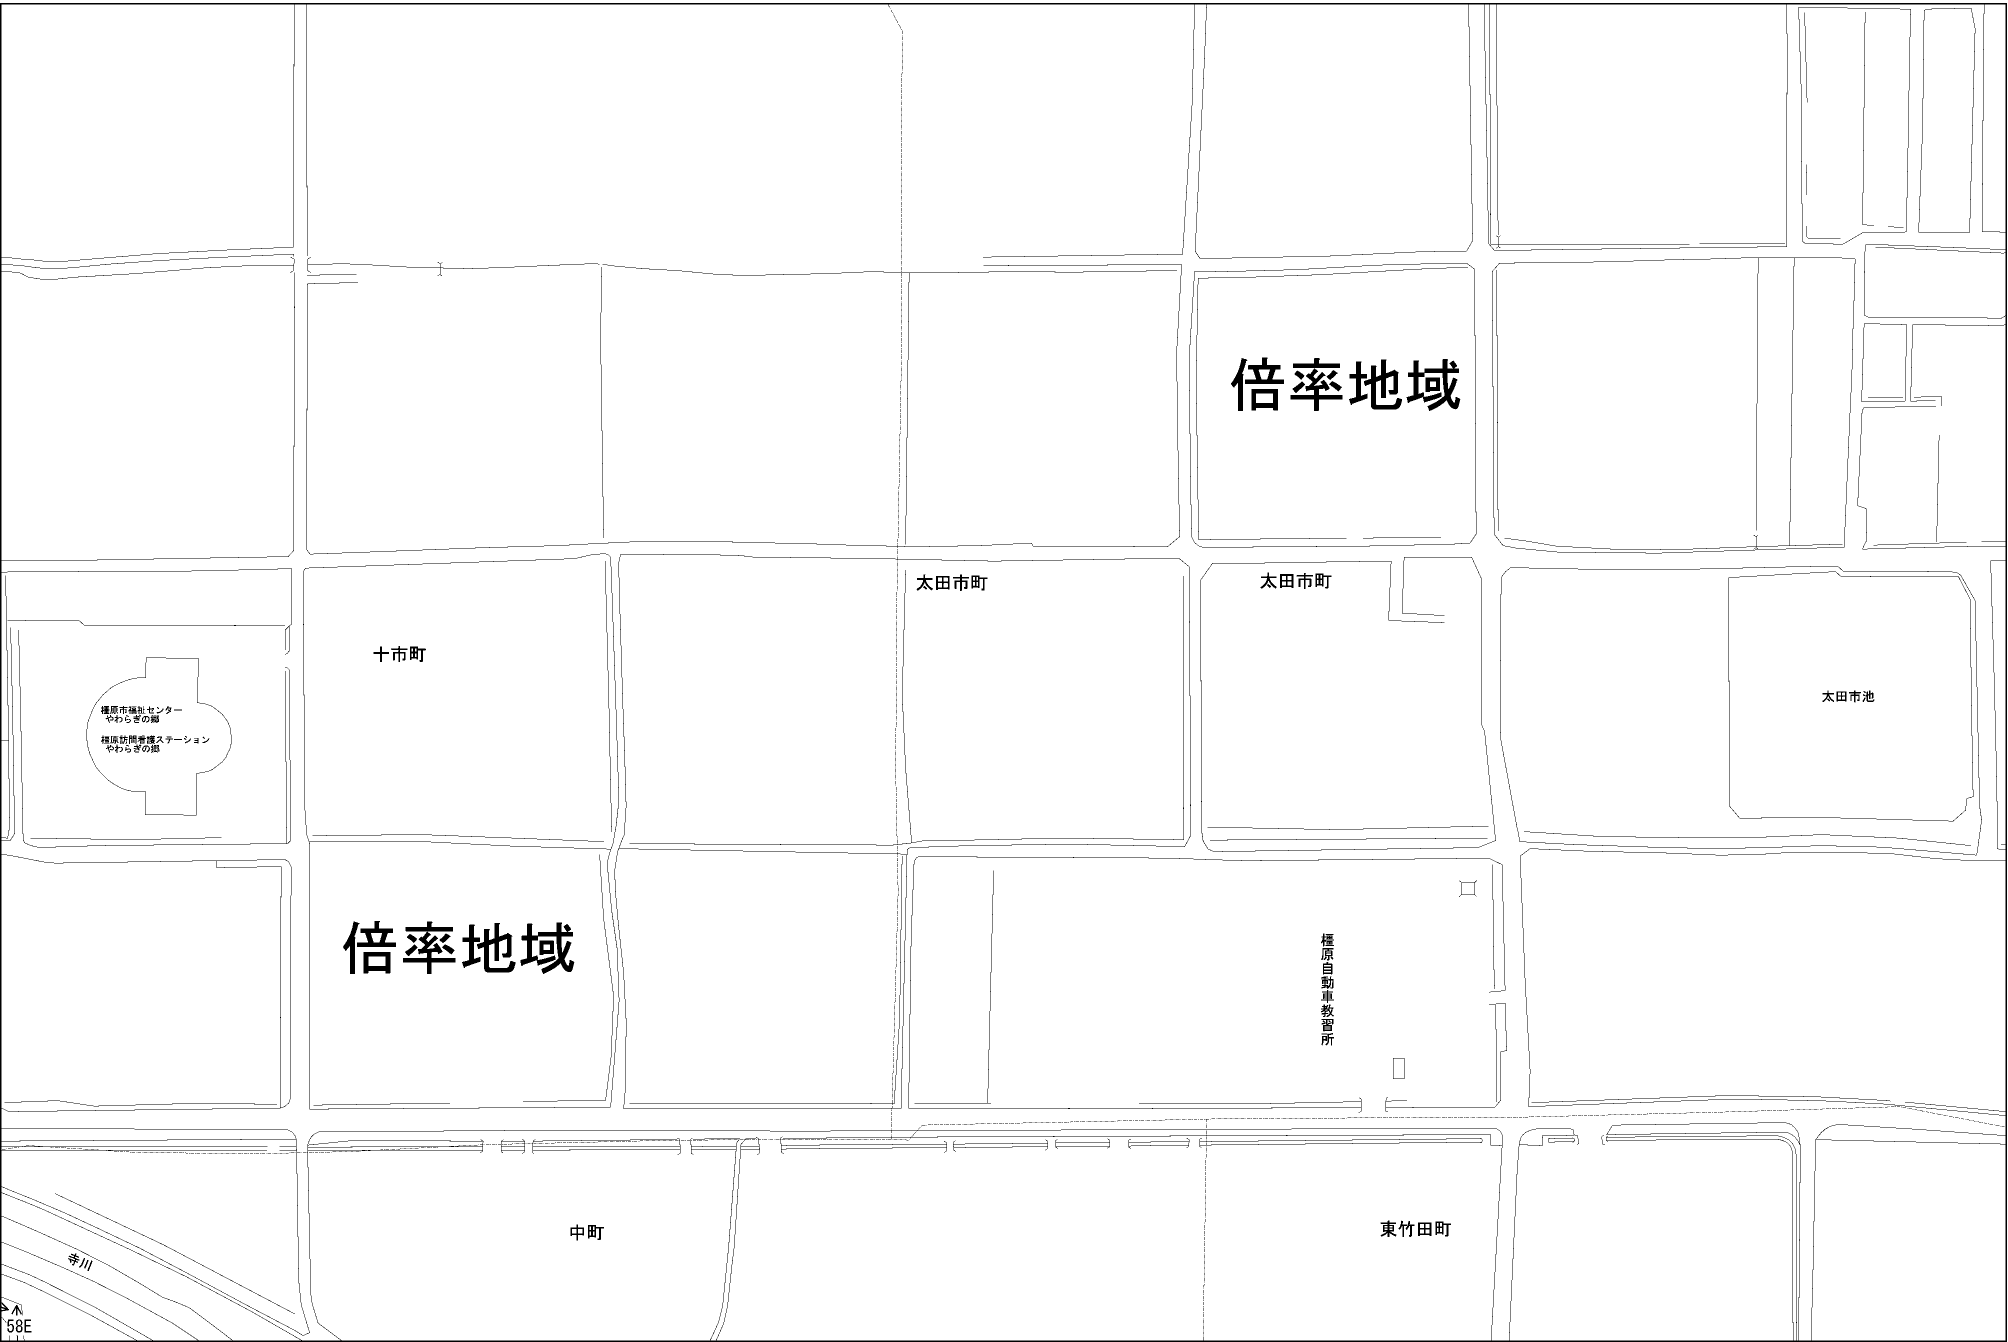 倍率地域
太田市町
太田市町
十市町
太田市池
橿原市福祉センター
やわらぎの郷
橿原訪問看護ステーション
やわらぎの郷
倍率地域
橿原自動車教習所
中町
東竹田町
寺川
58E